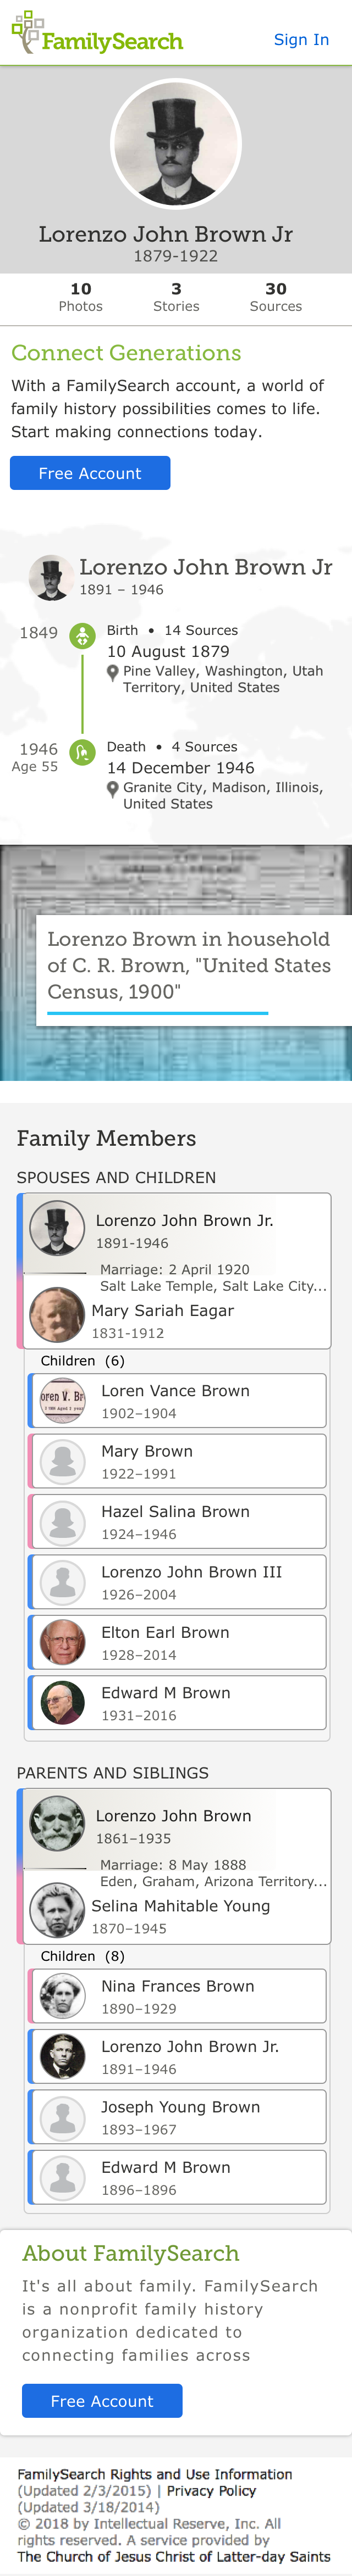 FamilySearch
Sign In
Lorenzo John Brown Jr
1879-1922
10 3 30
Photos Stories Sources
Connect Generations
With a FamilySearch account, a world of
family history possibilities comes to life.
Start making connections today.
Free Account
Lorenzo John Brown Jr
1891 – 1946
1849 Birth • 14 Sources
10 August 1879
Pine Valley, Washington, Utah
Territory, United States
1946 Death • 4 Sources
Age 55 14 December 1946
Granite City, Madison, Illinois,
United States
Lorenzo Brown in household
of C. R. Brown, "United States
Census, 1900"
Family Members
SPOUSES AND CHILDREN
Lorenzo John Brown Jr.
1891-1946
Marriage: 2 April 1920
Salt Lake Temple, Salt Lake City...
Mary Sariah Eagar
1831-1912
Children (6)
oren V. Br
Loren Vance Brown
1902–1904
Mary Brown
1922–1991
Hazel Salina Brown
1924–1946
Lorenzo John Brown III
1926–2004
Elton Earl Brown
1928–2014
Edward M Brown
1931–2016
PARENTS AND SIBLINGS
Lorenzo John Brown
1861–1935
Marriage: 8 May 1888
Eden, Graham, Arizona Territory...
Selina Mahitable Young
1870–1945
Children (8)
Nina Frances Brown
1890–1929
Lorenzo John Brown Jr.
1891–1946
Joseph Young Brown
1893–1967
Edward M Brown
1896–1896
About FamilySearch
It's all about family. FamilySearch
is a nonprofit family history
organization dedicated to
connecting families across
Free Account
FamilySearch Rights and Use Information
(Updated 2/3/2015) | Privacy Policy
(Updated 3/18/2014)
© 2018 by Intellectual Reserve, Inc. All
rights reserved. A service provided by
The Church of Jesus Christ of Latter-day Saints